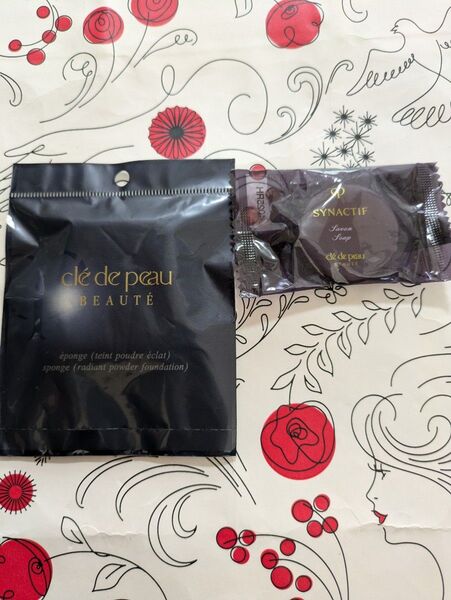 clé de peau
BEAUTÉ
éponge (teint poudre éclat)
sponge (radiant powder foundation)
SYNACTIF
Savon
Soap
clé de peau
BEAUTÉ